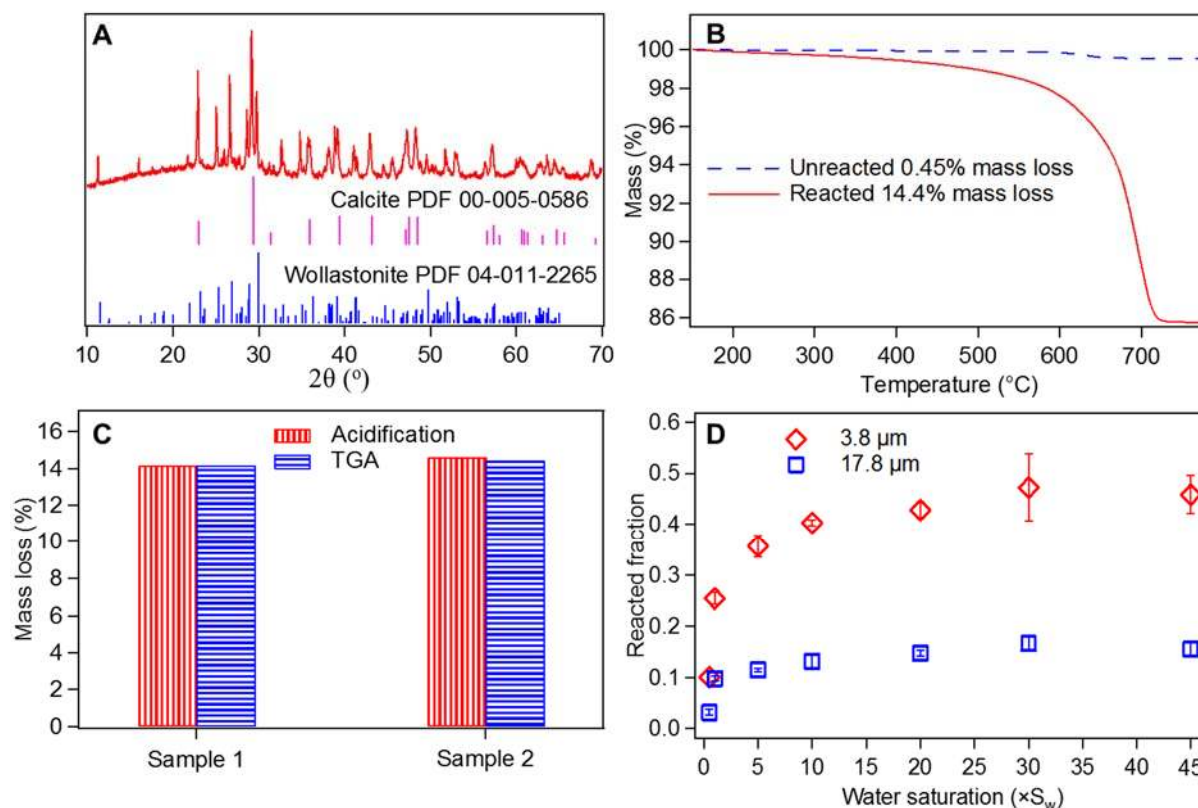 A
Calcite PDF 00-005-0586
Wollastonite PDF 04-011-2265
10 20 30 40 50 60 70
2θ (°)
B
100
98
96
94
92
90
88
86
Mass (%)
Unreacted 0.45% mass loss
Reacted 14.4% mass loss
200 300 400 500 600 700
Temperature (°C)
C
16
14
12
10
8
6
4
2
0
Mass loss (%)
Acidification
TGA
Sample 1 Sample 2
D
0.6
0.5
0.4
0.3
0.2
0.1
0.0
Reacted fraction
3.8 µm
17.8 µm
0 5 10 15 20 25 30 35 40 45
Water saturation (×Sw)